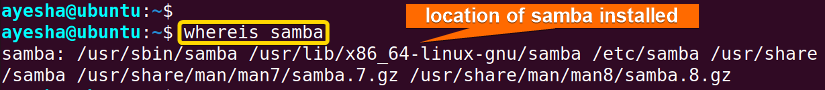 ayesha@ubuntu:~$
location of samba installed
ayesha@ubuntu:~$ whereis samba
samba: /usr/sbin/samba /usr/lib/x86_64-linux-gnu/samba /etc/samba /usr/share
/samba /usr/share/man/man7/samba.7.gz /usr/share/man/man8/samba.8.gz